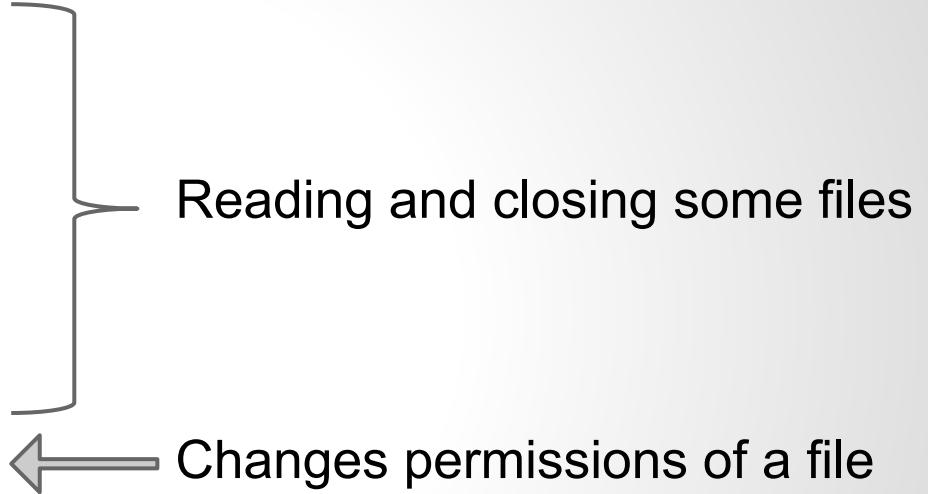 Reading and closing some files
Changes permissions of a file